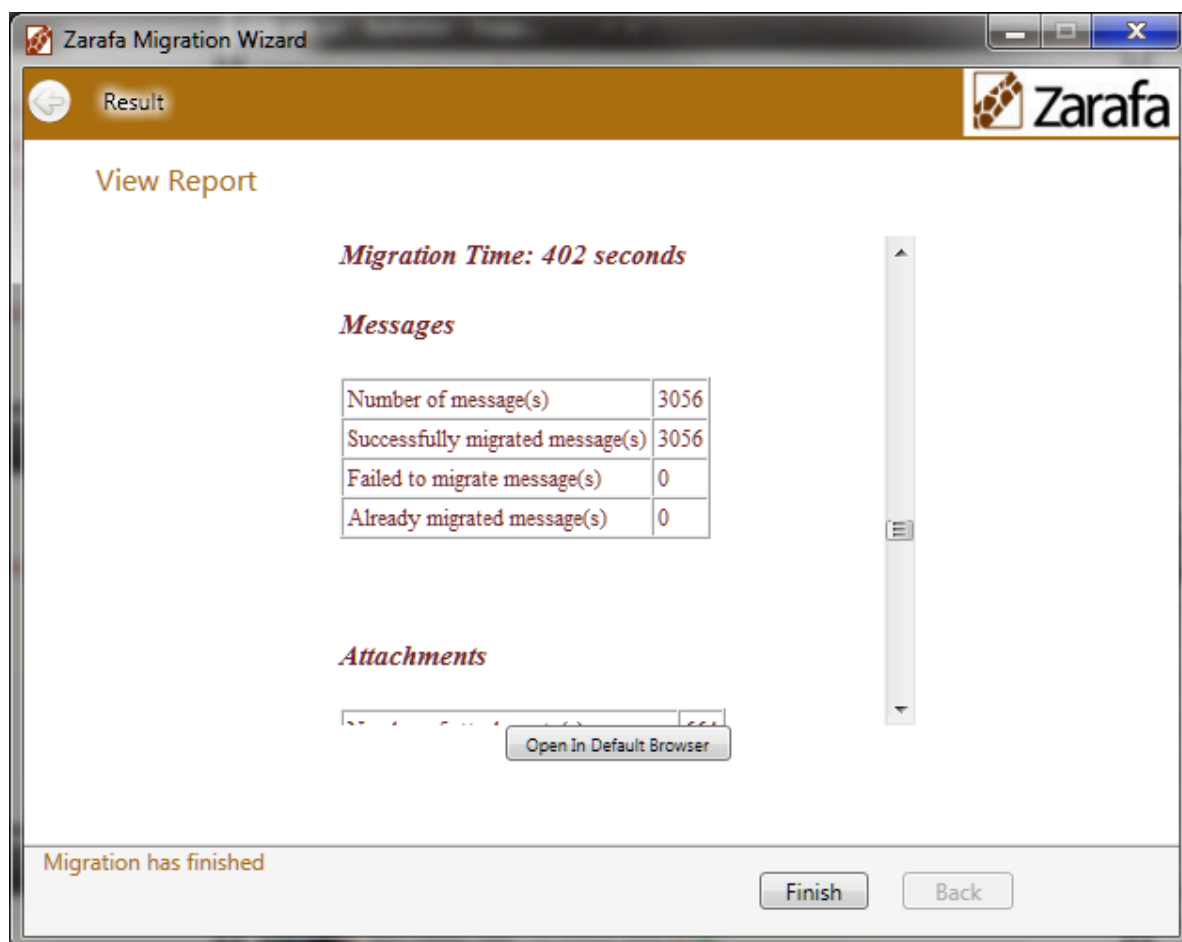 Zarafa Migration Wizard
Result
Zarafa
View Report
Migration Time: 402 seconds
Messages
Number of message(s) 3056
Successfully migrated message(s) 3056
Failed to migrate message(s) 0
Already migrated message(s) 0
Attachments
Open In Default Browser
Migration has finished
Finish
Back